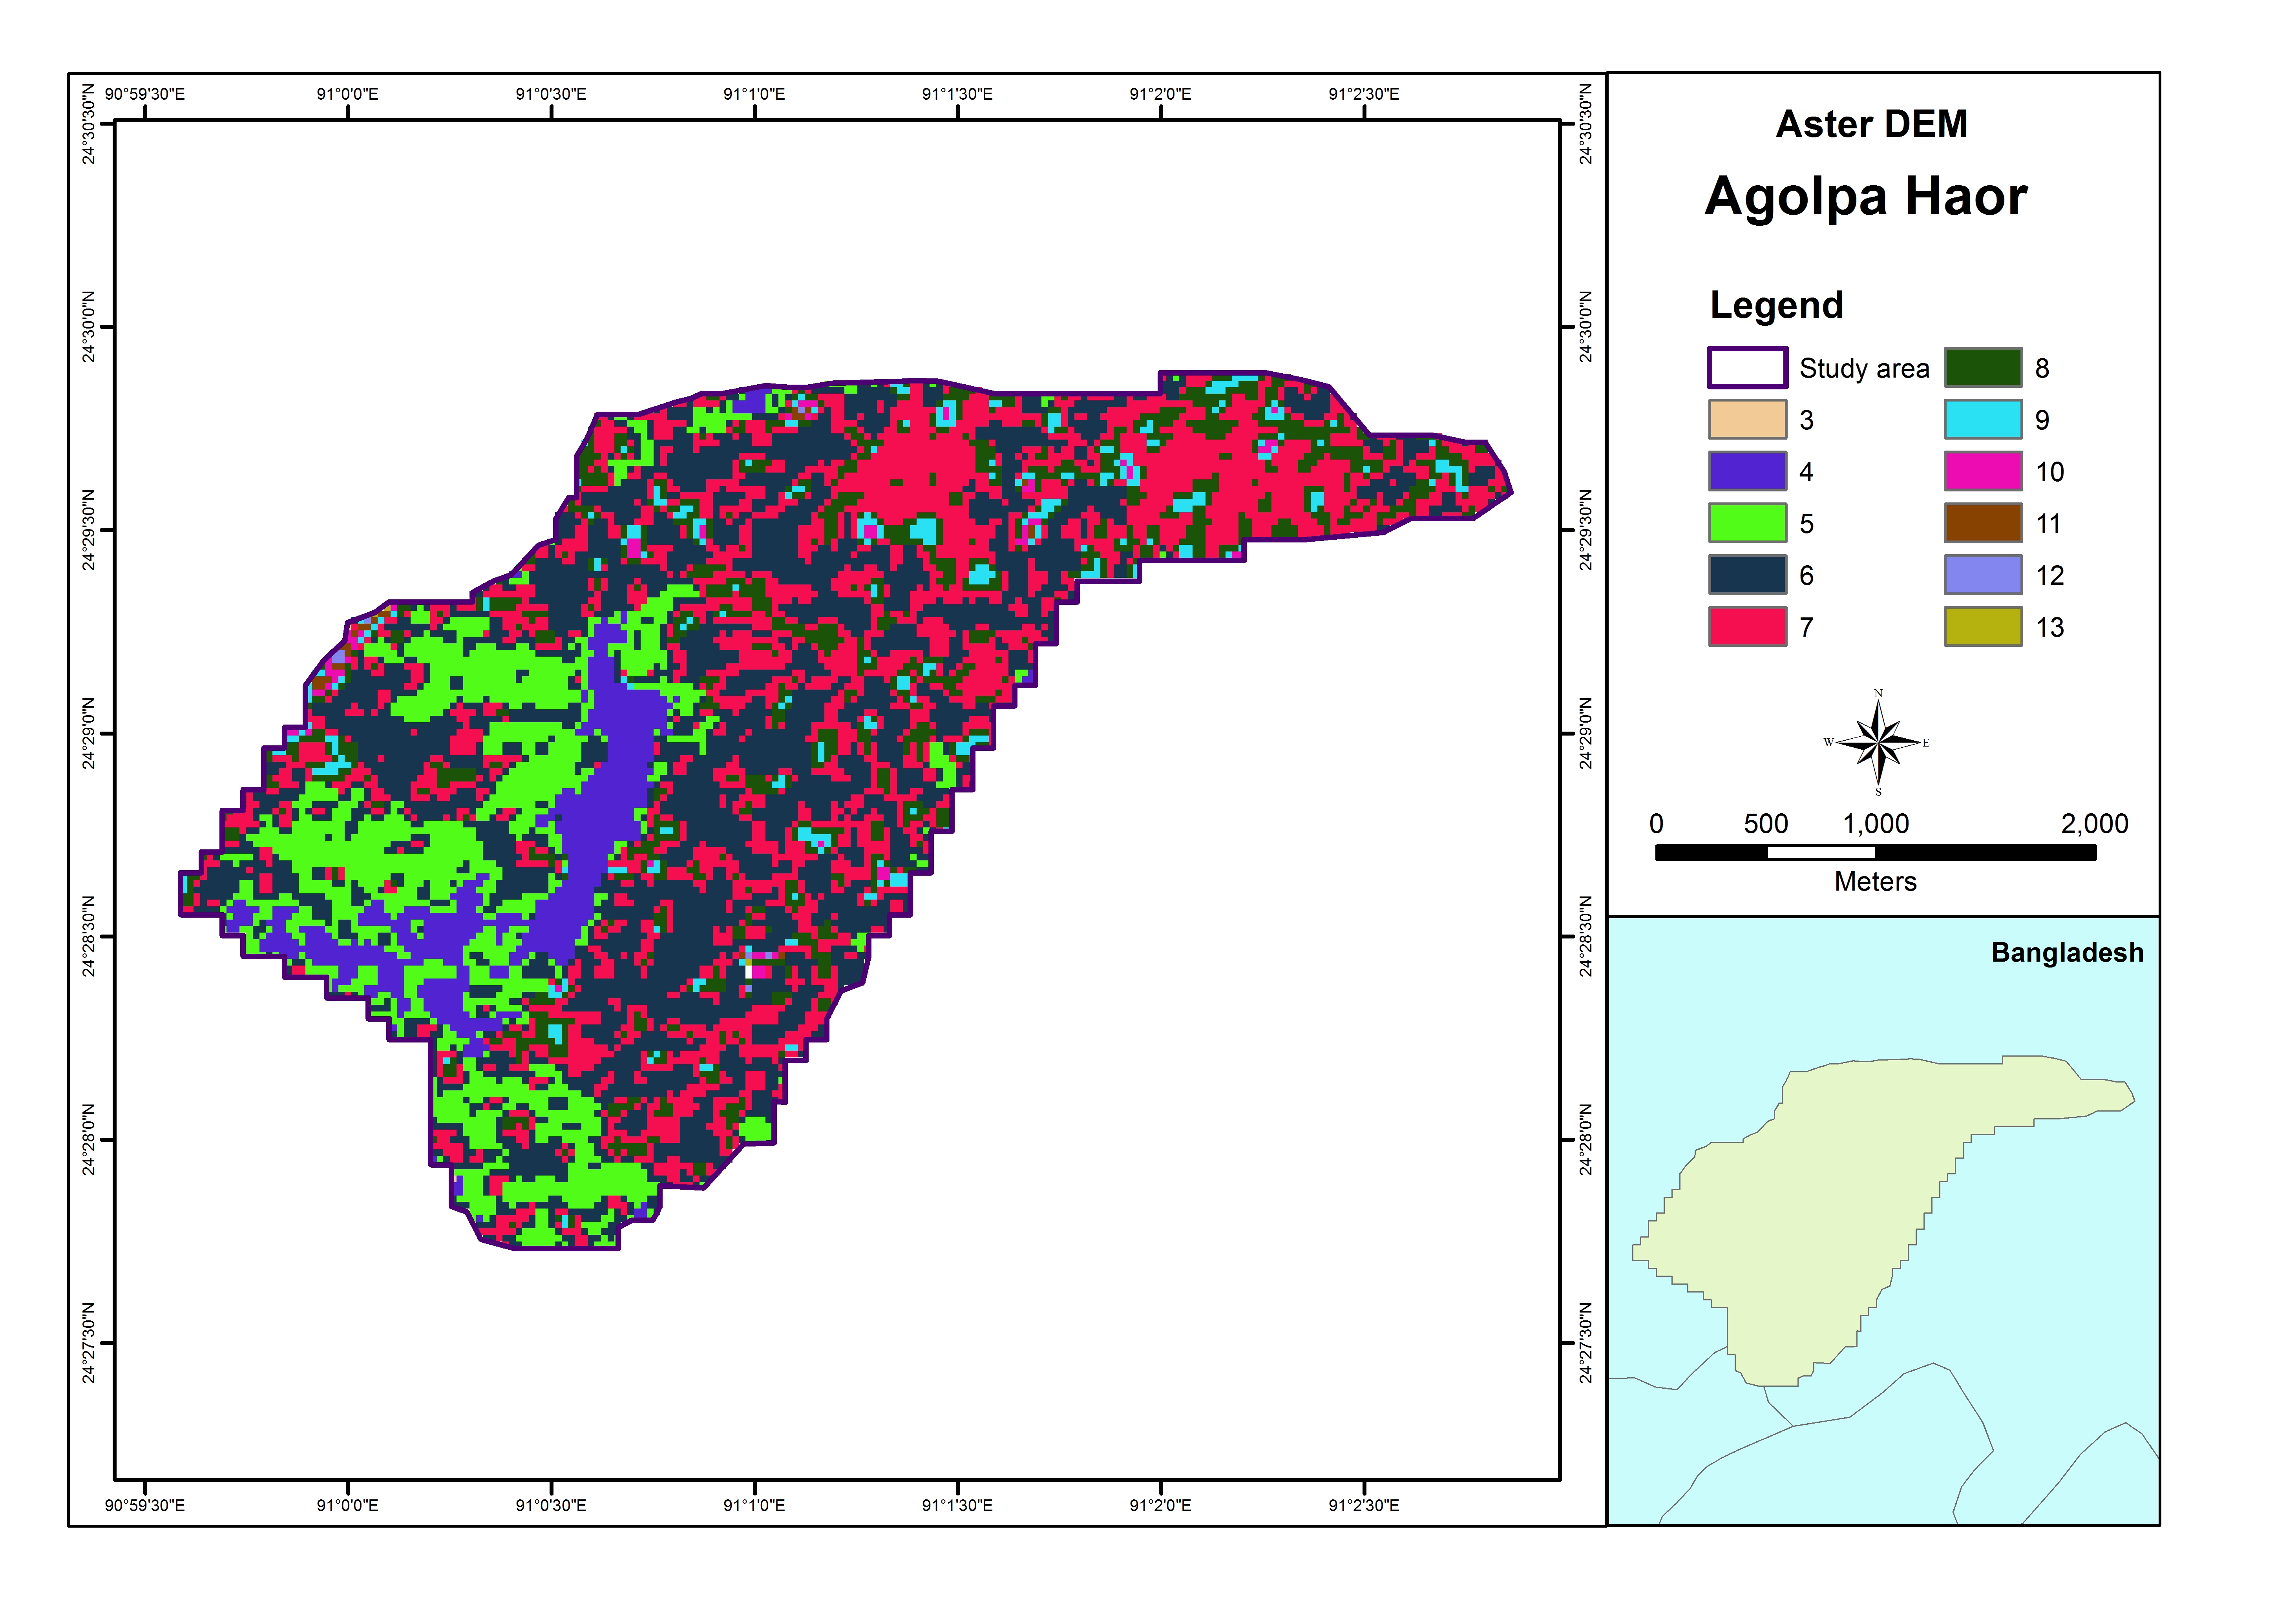 90°59'30"E 91°0'0"E 91°0'30"E 91°1'0"E 91°1'30"E 91°2'0"E 91°2'30"E
24°30'30"N
24°30'0"N
24°29'30"N
24°29'0"N
24°28'30"N
24°28'0"N
24°27'30"N
24°30'30"N
24°30'0"N
24°29'30"N
24°29'0"N
24°28'30"N
24°28'0"N
24°27'30"N
90°59'30"E 91°0'0"E 91°0'30"E 91°1'0"E 91°1'30"E 91°2'0"E 91°2'30"E
Aster DEM
Agolpa Haor
Legend
Study area
3
4
5
6
7
8
9
10
11
12
13
N
W E
S
0 500 1,000 2,000
Meters
Bangladesh